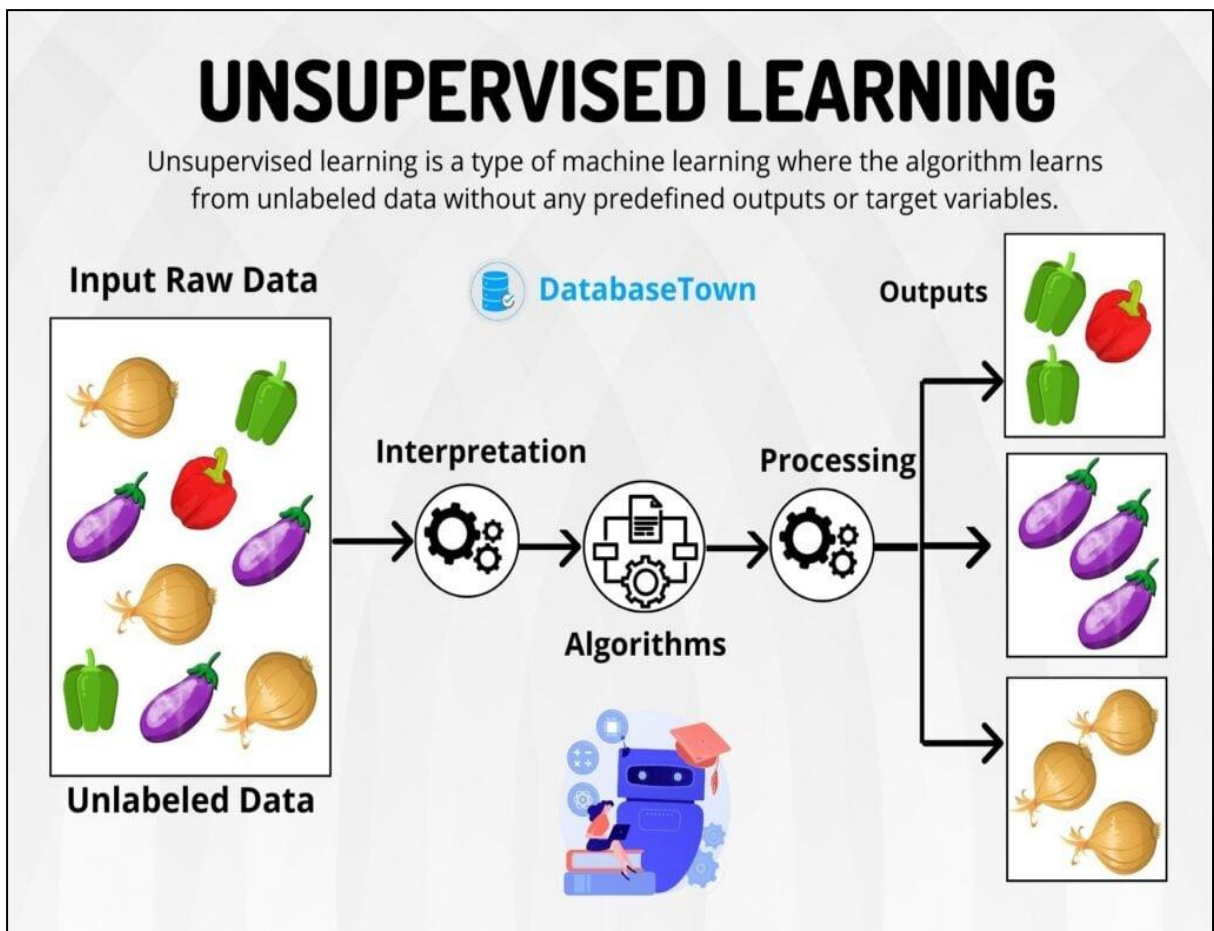 UNSUPERVISED LEARNING
Unsupervised learning is a type of machine learning where the algorithm learns
from unlabeled data without any predefined outputs or target variables.
Input Raw Data
DatabaseTown
Outputs
Interpretation
Processing
Algorithms
Unlabeled Data